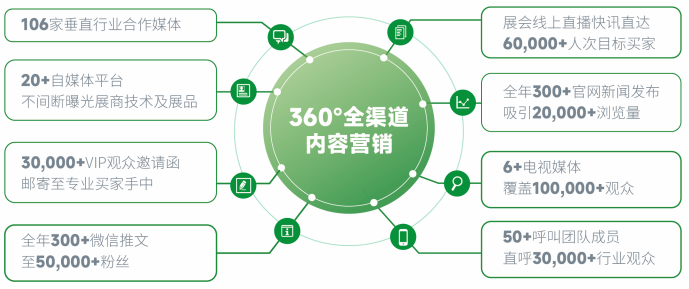 106家垂直行业合作媒体
20+自媒体平台
不间断曝光展商技术及展品
30,000+VIP观众邀请函
邮寄至专业买家手中
全年300+微信推文
至50,000+粉丝
360°全渠道
内容营销
展会线上直播快讯直达
60,000+人次目标买家
全年300+官网新闻发布
吸引20,000+浏览量
6+电视媒体
覆盖100,000+观众
50+呼叫团队成员
直呼30,000+行业观众